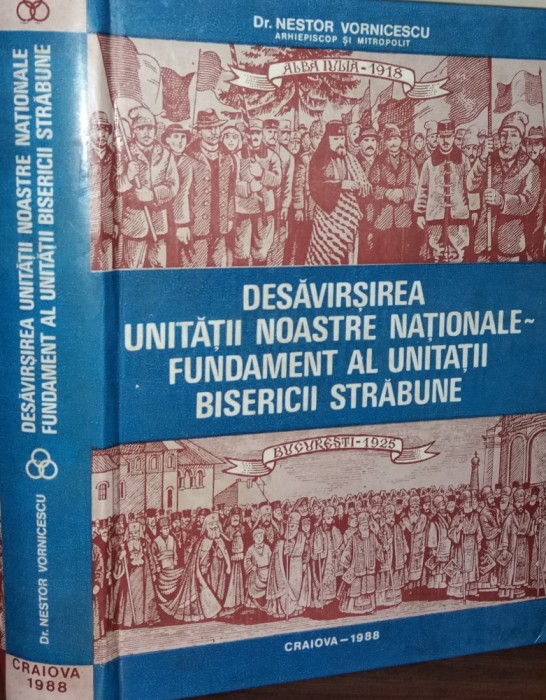 Dr. NESTOR VORNICESCU
ARHIEPISCOP ȘI MITROPOLIT
ALBA IULIA-1918
DESĂVIRȘIREA
UNITĂȚII NOASTRE NAȚIONALE~
FUNDAMENT AL UNITAȚII
BISERICII STRĂBUNE
BUCUREȘTI-1925
CRAIOVA-1988
DESĂVIRȘIREA UNITĂȚII NOASTRE NAȚIONALE
FUNDAMENT AL UNITĂȚII BISERICII STRĂBUNE
Dr. NESTOR VORNICESCU
CRAIOVA
1988